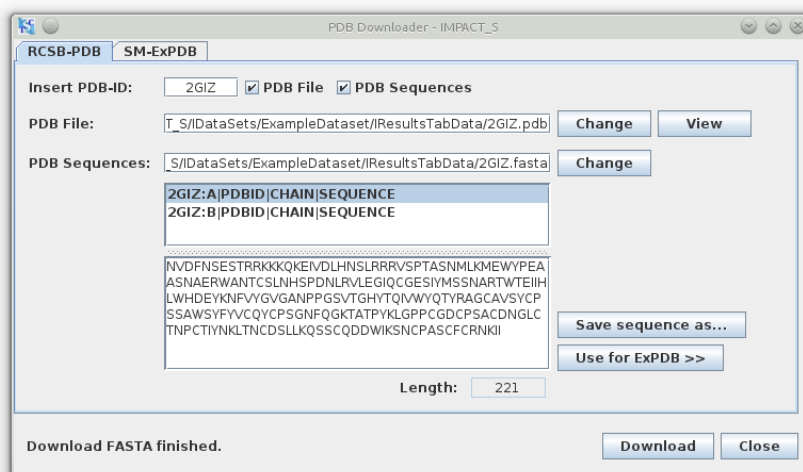 PDB Downloader - IMPACT_S
RCSB-PDB SM-ExPDB
Insert PDB-ID: 2GIZ PDB File PDB Sequences
PDB File: T_S/IDataSets/ExampleDataset/IResultsTabData/2GIZ.pdb Change View
PDB Sequences: _S/IDataSets/ExampleDataset/IResultsTabData/2GIZ.fasta Change
2GIZ:A|PDBID|CHAIN|SEQUENCE
2GIZ:B|PDBID|CHAIN|SEQUENCE
NVDFNSESTRRKKKQKEIVDLHNSLRRRVSPTASNMLKMEWYPEA
ASNAERWANTCSLNHSPDNLRVLEGIQCGESIYMSSNARTWTEIIH
LWHDEYKNFVYGVGANPPGSVTGHYTQIVWYQTYRAGCAVSYCP
SSAWSYFYVCQYCPSGNFQGKTATPYKLGPPCGDCPSACDNGLC
TNPCTIYNKLTNCDSLLKQSSCQDDWIKSNCPASCFCRNKII
Save sequence as...
Use for ExPDB >>
Length: 221
Download FASTA finished. Download Close